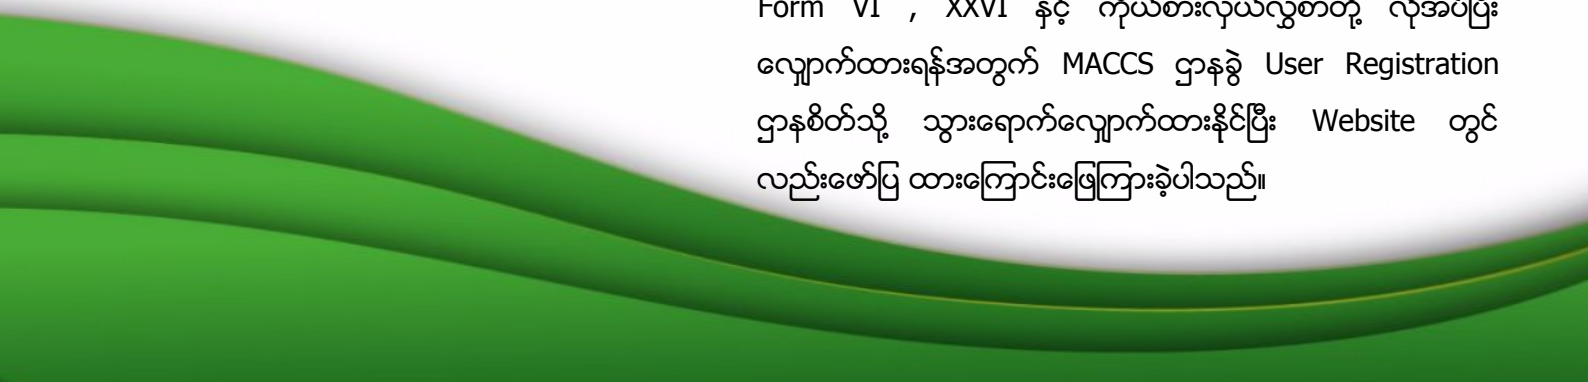 Form VI , XXVI နှင့် ကိုယ်စားလှယ်လွှဲစာတို့ လိုအပ်ပြီး
လျှောက်ထားရန်အတွက် MACCS ဌာနခွဲ User Registration
ဌာနစိတ်သို့ သွားရောက်လျှောက်ထားနိုင်ပြီး Website တွင်
လည်းဖော်ပြ ထားကြောင်းဖြေကြားခဲ့ပါသည်။